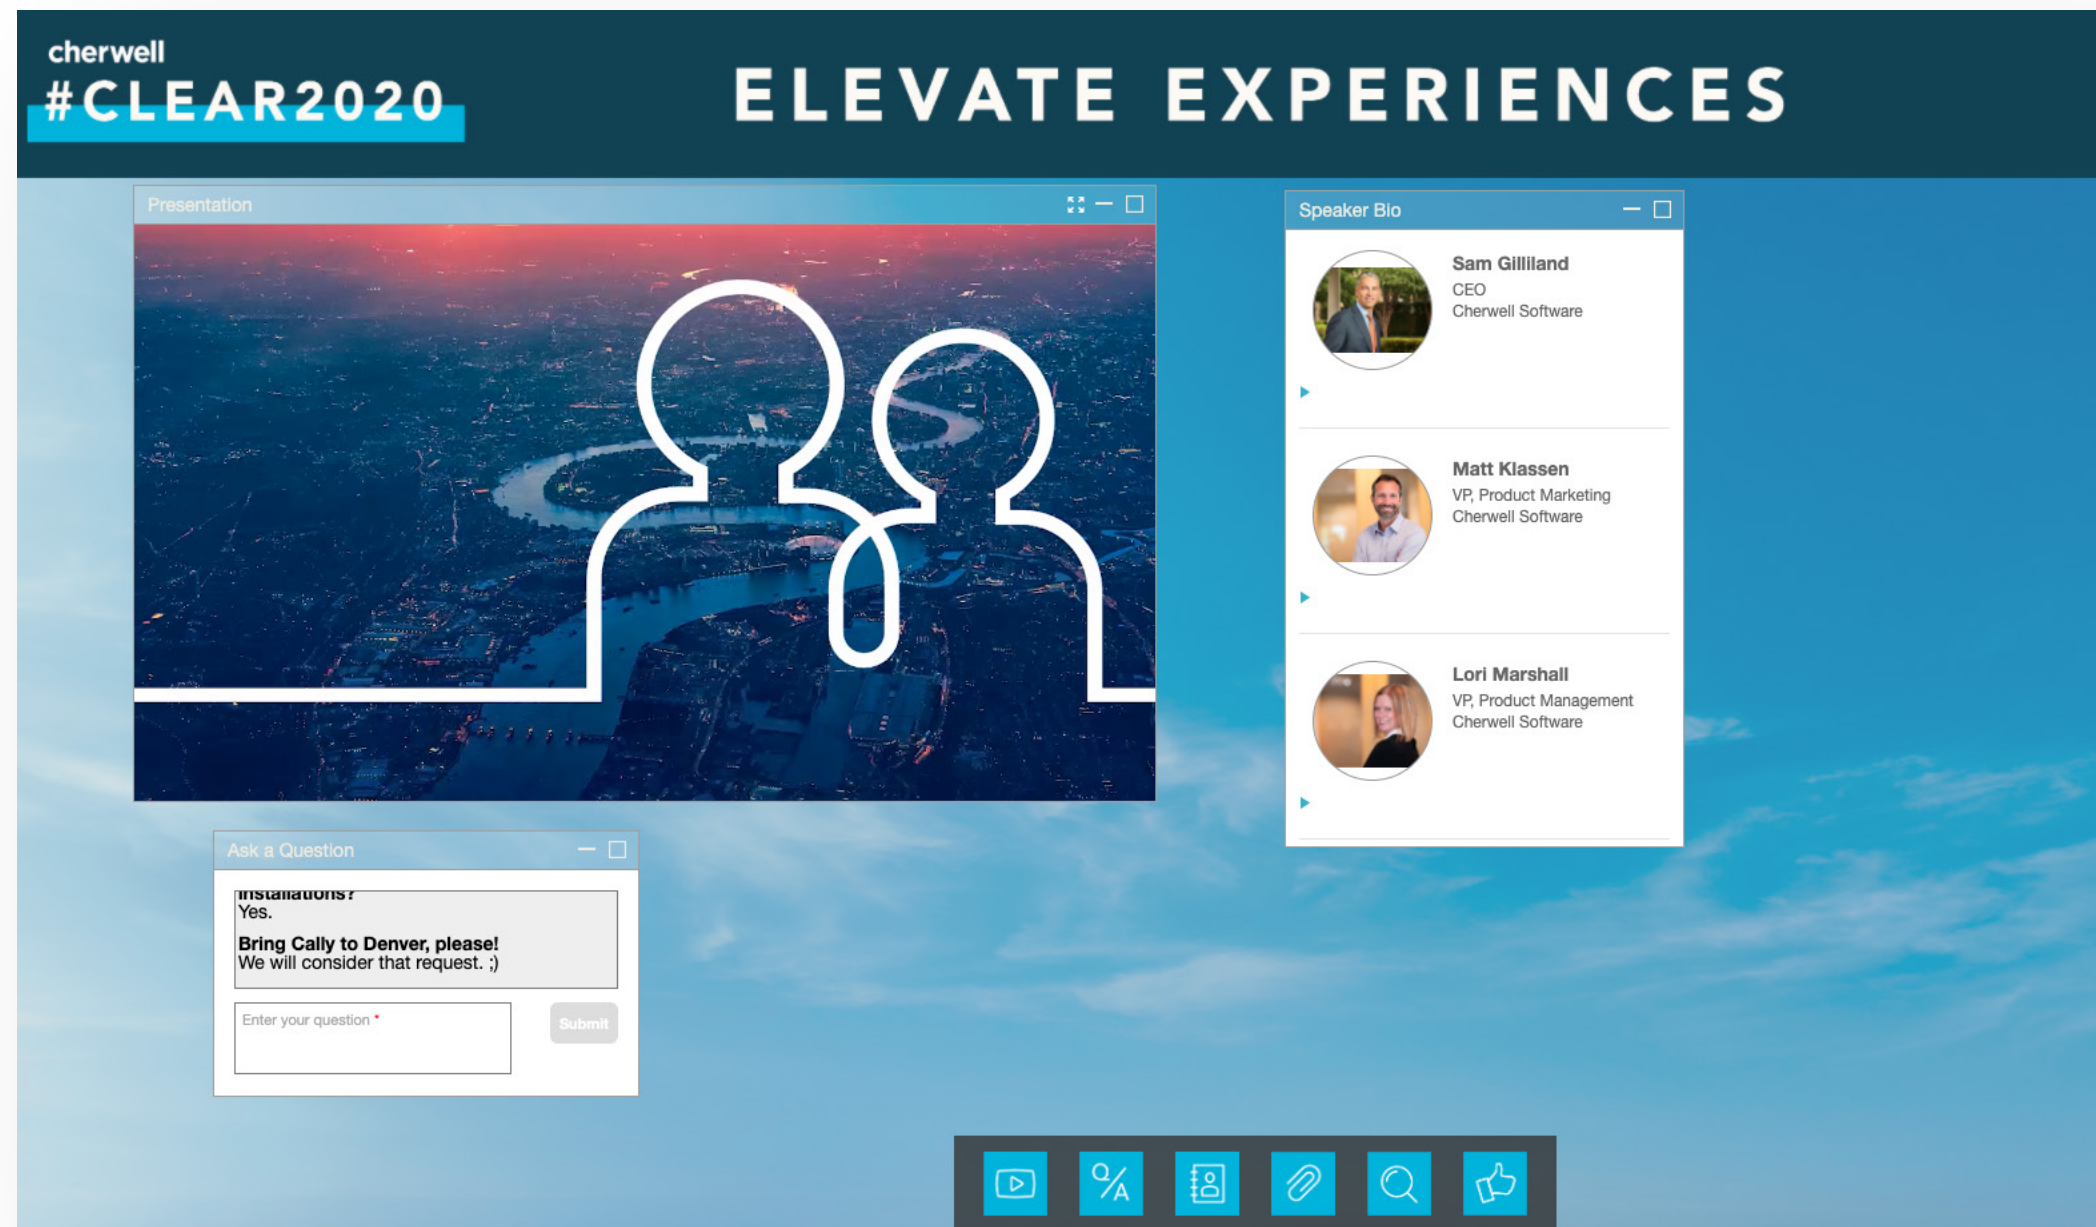 cherwell
#CLEAR2020
ELEVATE EXPERIENCES
Presentation
Speaker Bio
Sam Gilliland
CEO
Cherwell Software
Matt Klassen
VP, Product Marketing
Cherwell Software
Lori Marshall
VP, Product Management
Cherwell Software
Ask a Question
installations?
Yes.
Bring Cally to Denver, please!
We will consider that request. ;)
Enter your question *
Submit
Q/A